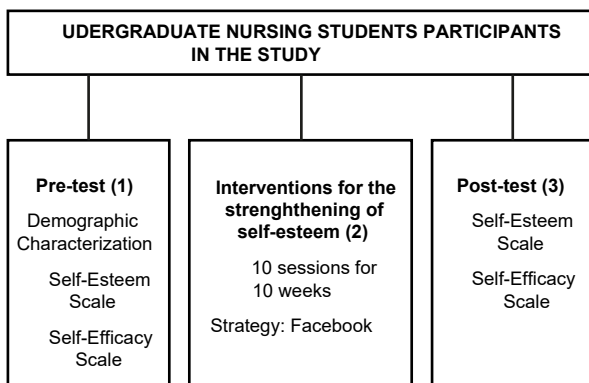 UDERGRADUATE NURSING STUDENTS PARTICIPANTS
IN THE STUDY
Pre-test (1)
Demographic
Characterization
Self-Esteem
Scale
Self-Efficacy
Scale
Interventions for the
strenghthening of
self-esteem (2)
10 sessions for
10 weeks
Strategy: Facebook
Post-test (3)
Self-Esteem
Scale
Self-Efficacy
Scale